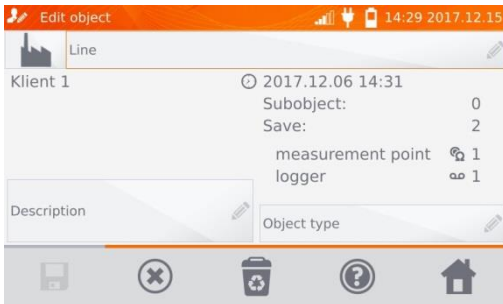 Edit object
14:29 2017.12.15
Line
Klient 1
2017.12.06 14:31
Subobject: 0
Save: 2
measurement point 1
logger 1
Description
Object type